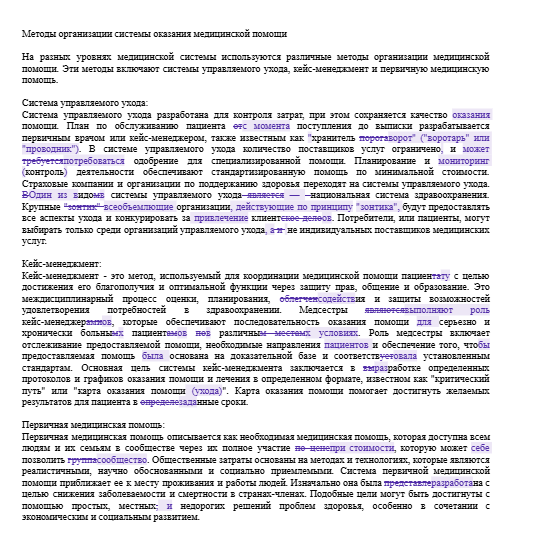 Методы организации системы оказания медицинской помощи
На разных уровнях медицинской системы используются различные методы организации медицинской
помощи. Эти методы включают системы управляемого ухода, кейс-менеджмент и первичную медицинскую
помощь.
Система управляемого ухода:
Система управляемого ухода разработана для контроля затрат, при этом сохраняется качество оказания
помощи. План по обслуживанию пациента отс момента поступления до выписки разрабатывается
первичным врачом или кейс-менеджером, также известным как "хранитель порогаворот" ("воротарь" или
"проводник"). В системе управляемого ухода количество поставщиков услуг ограничено, и может
требуетсяпотребоваться одобрение для специализированной помощи. Планирование и мониторинг
(контроль) деятельности обеспечивают стандартизированную помощь по минимальной стоимости.
Страховые компании и организации по поддержанию здоровья переходят на системы управляемого ухода.
ВОдин из видомв системы управляемого ухода является — национальная система здравоохранения.
Крупные "зонтик" всеобъемлющие организации, действующие по принципу "зонтика", будут предоставлять
все аспекты ухода и конкурировать за привлечение клиентское делоов. Потребители, или пациенты, могут
выбирать только среди организаций управляемого ухода, а и не индивидуальных поставщиков медицинских
услуг.
Кейс-менеджмент:
Кейс-менеджмент - это метод, используемый для координации медицинской помощи пациентату с целью
достижения его благополучия и оптимальной функции через защиту прав, общение и образование. Это
междисциплинарный процесс оценки, планирования, облегченсодействия и защиты возможностей
удовлетворения потребностей в здравоохранении. Медсестры являютсявыполняют роль
кейс-менеджерамиов, которые обеспечивают последовательность оказания помощи для серьезно и
хронически больным пациентамов пов различным местоих условиях. Роль медсестры включает
отслеживание предоставляемой помощи, необходимые направления пациентов и обеспечение того, чтобы
предоставляемая помощь была основана на доказательной базе и соответствуетовала установленным
стандартам. Основная цель системы кейс-менеджмента заключается в выразработке определенных
протоколов и графиков оказания помощи и лечения в определенном формате, известном как "критический
путь" или "карта оказания помощи (ухода)". Карта оказания помощи помогает достигнуть желаемых
результатов для пациента в определезаданные сроки.
Первичная медицинская помощь:
Первичная медицинская помощь описывается как необходимая медицинская помощь, которая доступна всем
людям и их семьям в сообществе через их полное участие по ценепри стоимости, которую может себе
позволить группасообщество. Общественные затраты основаны на методах и технологиях, которые являются
реалистичными, научно обоснованными и социально приемлемыми. Система первичной медицинской
помощи приближает ее к месту проживания и работы людей. Изначально она была представлеразработана с
целью снижения заболеваемости и смертности в странах-членах. Подобные цели могут быть достигнуты с
помощью простых, местных; и недорогих решений проблем здоровья, особенно в сочетании с
экономическим и социальным развитием.